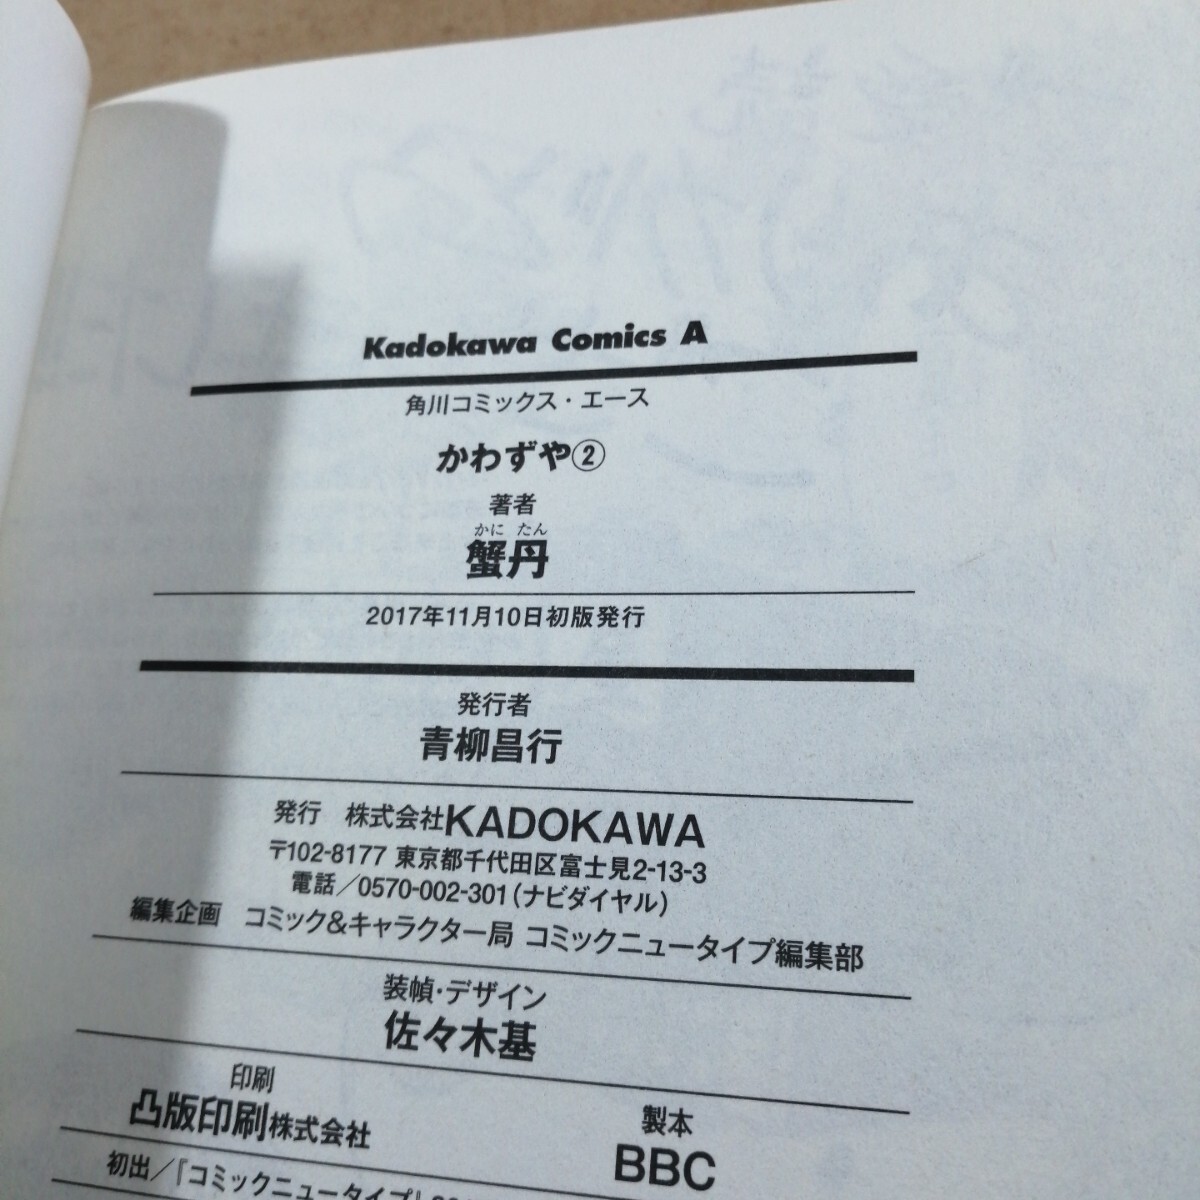 Kadokawa Comics A
角川コミックス・エース
かわずや②
著者
かに たん
蟹丹
2017年11月10日初版発行
発行者
青柳昌行
発行 株式会社KADOKAWA
〒102-8177 東京都千代田区富士見2-13-3
電話/0570-002-301(ナビダイヤル)
編集企画 コミック&キャラクター局 コミックニュータイプ編集部
装幀・デザイン
佐々木基
印刷
凸版印刷株式会社
製本
BBC
初出/『コミックニュータイプ』